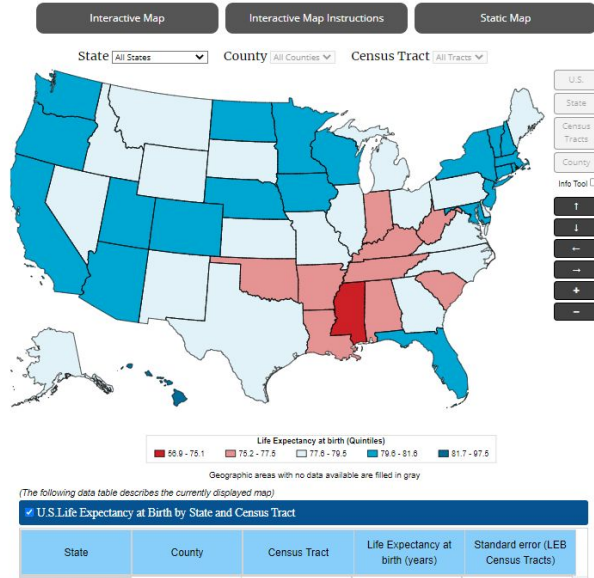 Interactive Map
Interactive Map Instructions
Static Map
State All States County All Counties Census Tract All Tracts
U.S.
State
Census
Tracts
County
Info Tool
↑
↓
←
→
+
−
Life Expectancy at birth (Quintiles)
56.9 - 75.1 75.2 - 77.5 77.6 - 79.5 79.6 - 81.6 81.7 - 97.5
Geographic areas with no data available are filled in gray
(The following data table describes the currently displayed map)
U.S.Life Expectancy at Birth by State and Census Tract
State
County
Census Tract
Life Expectancy at
birth (years)
Standard error (LEB
Census Tracts)